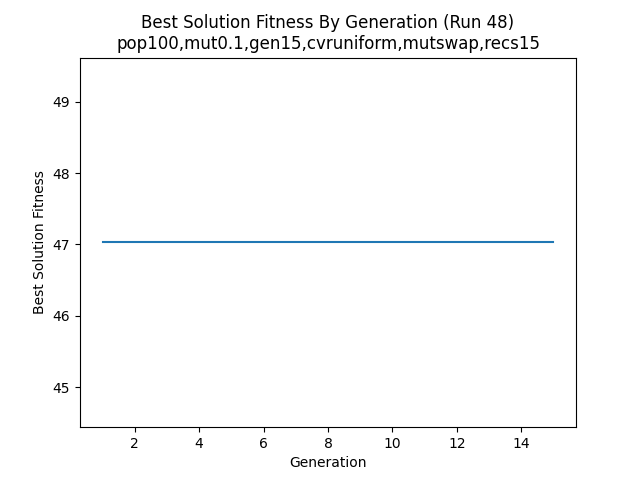 Best Solution Fitness By Generation (Run 48)
pop100,mut0.1,gen15,cvruniform,mutswap,recs15
49
48
47
46
45
Best Solution Fitness
2 4 6 8 10 12 14
Generation